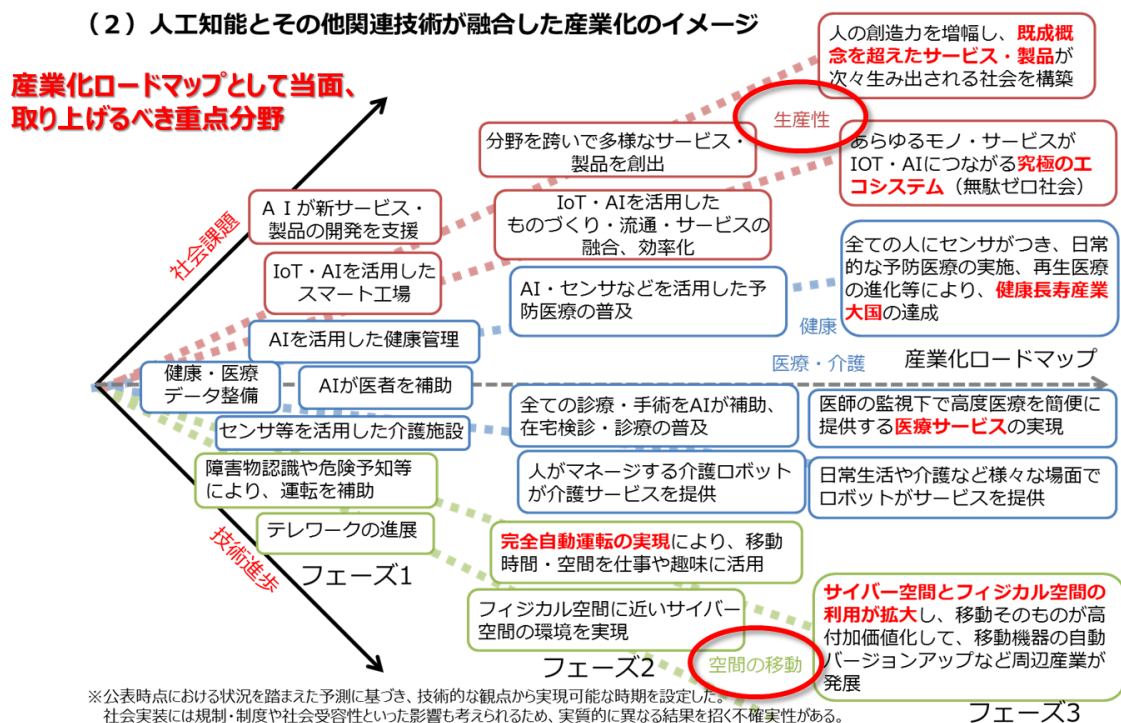 （2）人工知能とその他関連技術が融合した産業化のイメージ
産業化ロードマップとして当面、
取り上げるべき重点分野
人の創造力を増幅し、既成概
念を超えたサービス・製品が
次々生み出される社会を構築
生産性
分野を跨いで多様なサービス・
製品を創出
あらゆるモノ・サービスが
IOT・AIにつながる究極のエ
コシステム（無駄ゼロ社会）
ＡＩが新サービス・
製品の開発を支援
IoT・AIを活用した
ものづくり・流通・サービスの
融合、効率化
社会課題
IoT・AIを活用した
スマート工場
全ての人にセンサがつき、日常
的な予防医療の実施、再生医療
の進化等により、健康長寿産業
大国の達成
AI・センサなどを活用した予
防医療の普及
健康
AIを活用した健康管理
医療・介護
産業化ロードマップ
健康・医療
データ整備
AIが医者を補助
全ての診療・手術をAIが補助、
在宅検診・診療の普及
医師の監視下で高度医療を簡便に
提供する医療サービスの実現
センサ等を活用した介護施設
人がマネージする介護ロボット
が介護サービスを提供
日常生活や介護など様々な場面で
ロボットがサービスを提供
障害物認識や危険予知等
により、運転を補助
テレワークの進展
技術進歩
フェーズ1
完全自動運転の実現により、移動
時間・空間を仕事や趣味に活用
フィジカル空間に近いサイバー
空間の環境を実現
サイバー空間とフィジカル空間の
利用が拡大し、移動そのものが高
付加価値化して、移動機器の自動
バージョンアップなど周辺産業が
発展
フェーズ2
空間の移動
フェーズ3
※公表時点における状況を踏まえた予測に基づき、技術的な観点から実現可能な時期を設定した。
社会実装には規制・制度や社会受容性といった影響も考えられるため、実質的に異なる結果を招く不確実性がある。